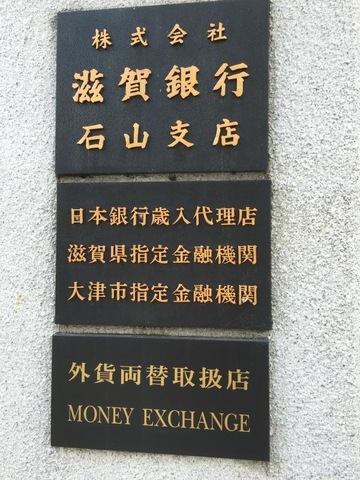 株式会社
滋賀銀行
石山支店
日本銀行歳入代理店
滋賀県指定金融機関
大津市指定金融機関
外貨両替取扱店
MONEY EXCHANGE